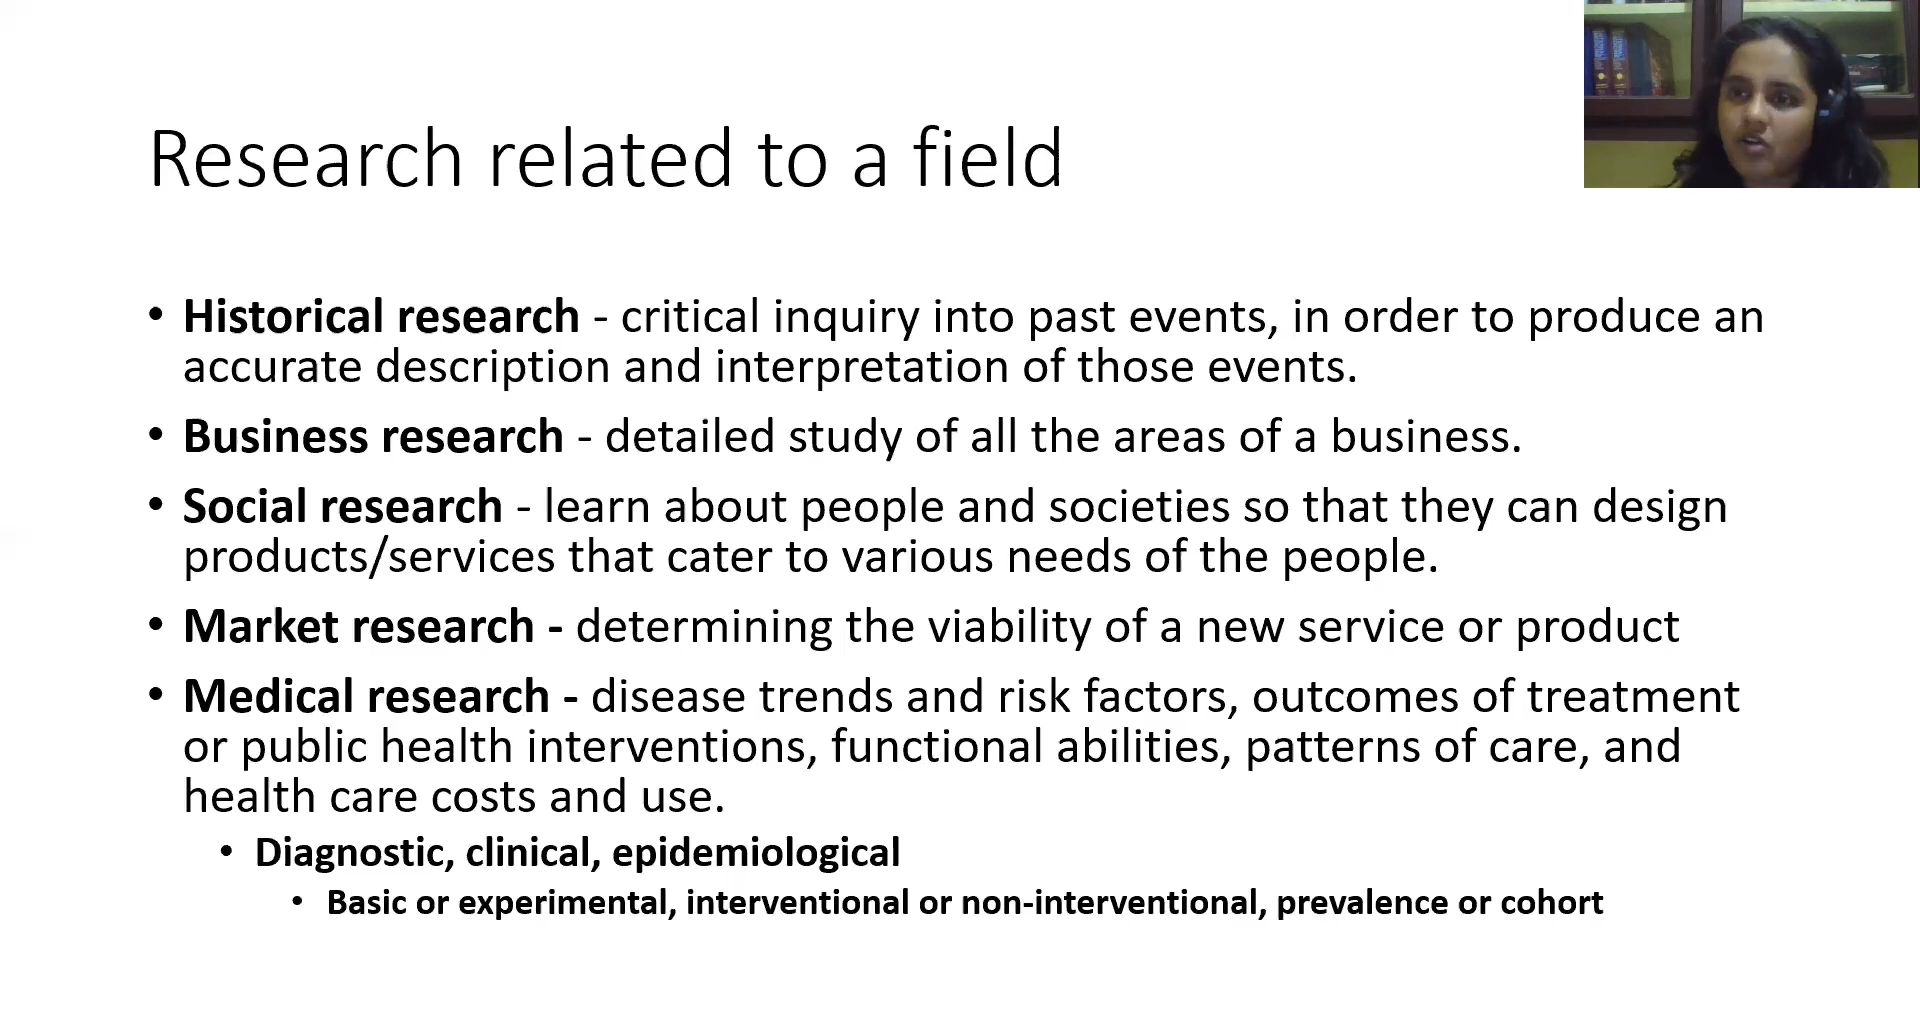 Research related to a field
• Historical research - critical inquiry into past events, in order to produce an
accurate description and interpretation of those events.
• Business research - detailed study of all the areas of a business.
• Social research - learn about people and societies so that they can design
products/services that cater to various needs of the people.
• Market research - determining the viability of a new service or product
• Medical research - disease trends and risk factors, outcomes of treatment
or public health interventions, functional abilities, patterns of care, and
health care costs and use.
• Diagnostic, clinical, epidemiological
• Basic or experimental, interventional or non-interventional, prevalence or cohort